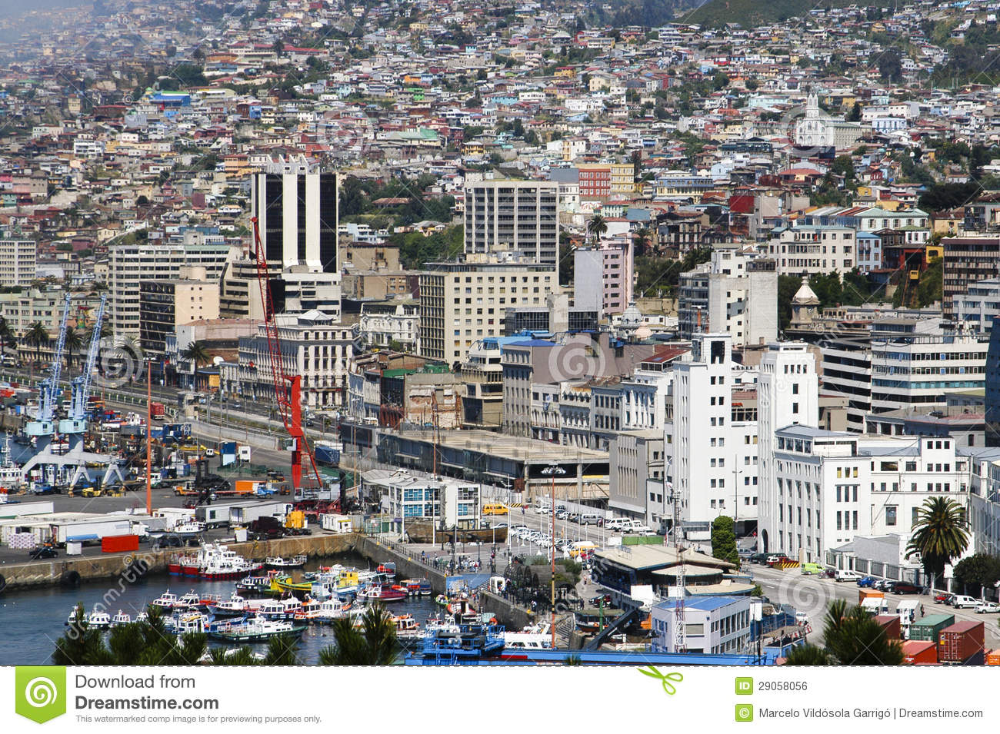 Download from
Dreamstime.com
This watermarked comp image is for previewing purposes only.
ID 29058056
© Marcelo Vildósola Garrigó | Dreamstime.com